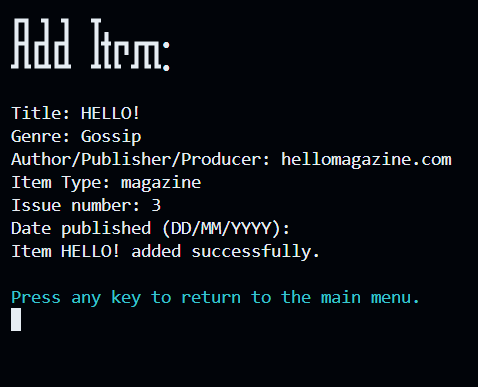 Add Item:
Title: HELLO!
Genre: Gossip
Author/Publisher/Producer: hellomagazine.com
Item Type: magazine
Issue number: 3
Date published (DD/MM/YYYY):
Item HELLO! added successfully.
Press any key to return to the main menu.